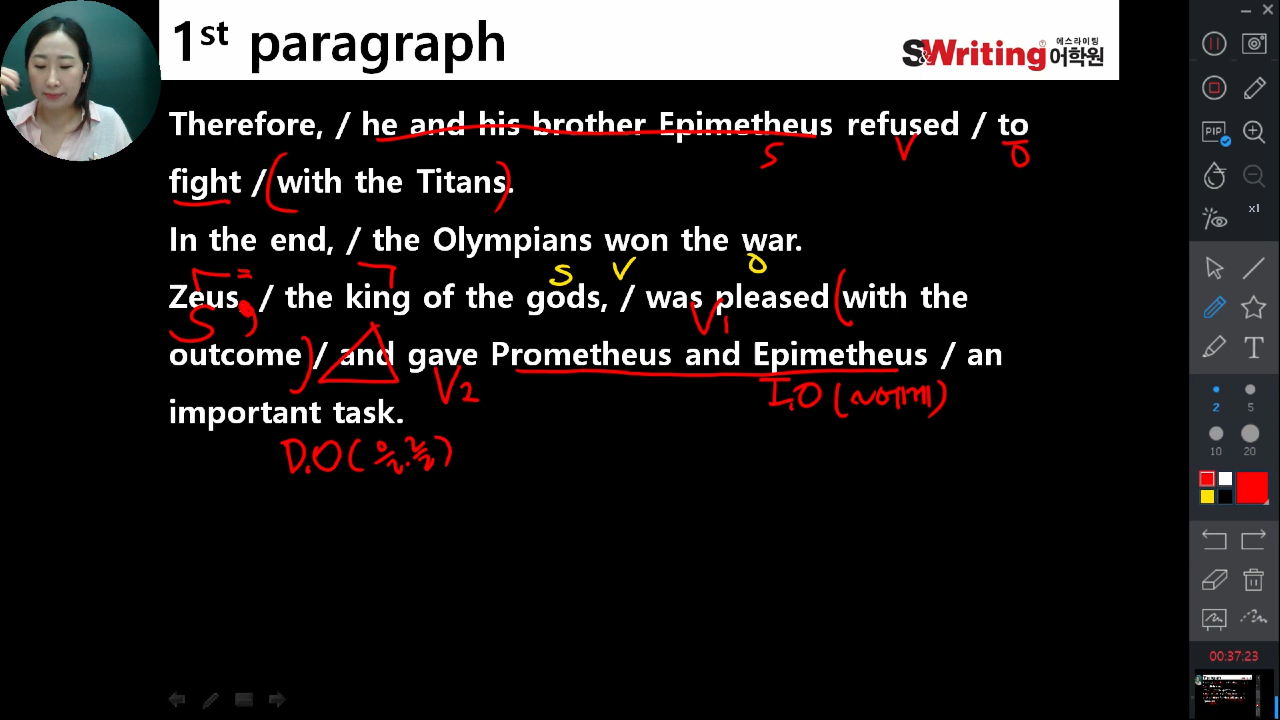 1st paragraph
S&Writing 에스라이팅 어학원
Therefore, / he and his brother Epimetheus refused / to
S V O
fight / (with the Titans).
In the end, / the Olympians won the war.
S V O
Zeus, / the king of the gods, / was pleased (with the
S V1
outcome) / and gave Prometheus and Epimetheus / an
V2 I.O (~에게)
important task.
D.O (을.를)
PIP
x1
2 5
10 20
00:37:23